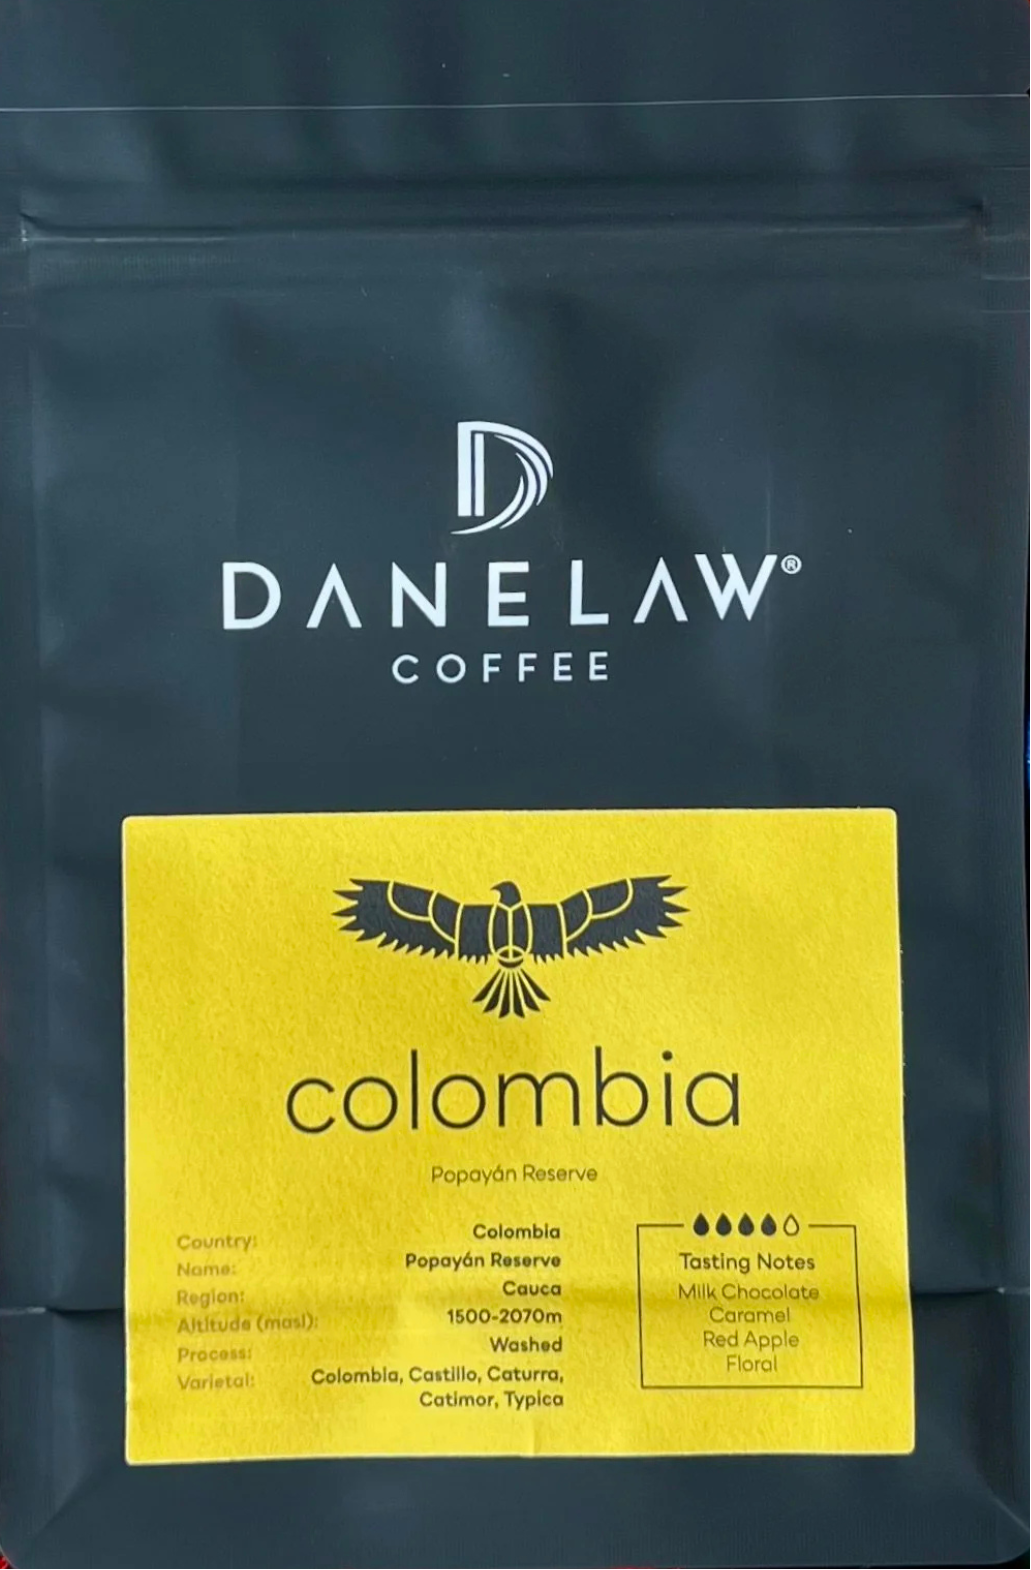 D
DANELAW®
COFFEE
colombia
Popayán Reserve
Country: Colombia
Name: Popayán Reserve
Region: Cauca
Altitude (masl): 1500-2070m
Process: Washed
Varietal: Colombia, Castillo, Caturra,
Catimor, Typica
Tasting Notes
Milk Chocolate
Caramel
Red Apple
Floral